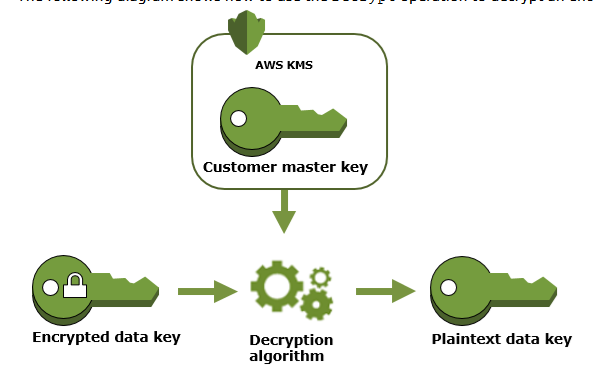 The following diagram shows how to use the Decrypt operation to decrypt an
AWS KMS
Customer master key
Encrypted data key
Decryption
algorithm
Plaintext data key